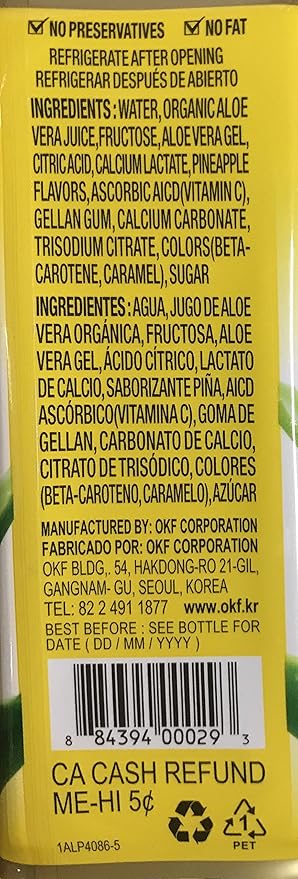 NO PRESERVATIVES NO FAT
REFRIGERATE AFTER OPENING
REFRIGERAR DESPUÉS DE ABIERTO
INGREDIENTS: WATER, ORGANIC ALOE
VERA JUICE, FRUCTOSE, ALOE VERA GEL,
CITRIC ACID, CALCIUM LACTATE, PINEAPPLE
FLAVORS, ASCORBIC AICD(VITAMIN C),
GELLAN GUM, CALCIUM CARBONATE,
TRISODIUM CITRATE, COLORS(BETA-
CAROTENE, CARAMEL), SUGAR
INGREDIENTES: AGUA, JUGO DE ALOE
VERA ORGÁNICA, FRUCTOSA, ALOE
VERA GEL, ÁCIDO CÍTRICO, LACTATO
DE CALCIO, SABORIZANTE PIÑA, AICD
ASCÓRBICO(VITAMINA C), GOMA DE
GELLAN, CARBONATO DE CALCIO,
CITRATO DE TRISÓDICO, COLORES
(BETA-CAROTENO, CARAMELO), AZÚCAR
MANUFACTURED BY: OKF CORPORATION
FABRICADO POR: OKF CORPORATION
OKF BLDG,. 54, HAKDONG-RO 21-GIL,
GANGNAM- GU, SEOUL, KOREA
TEL: 82 2 491 1877 www.okf.kr
BEST BEFORE : SEE BOTTLE FOR
DATE ( DD / MM / YYYY )
8 84394 00029 3
CA CASH REFUND
ME-HI 5¢
1
1ALP4086-5 PET